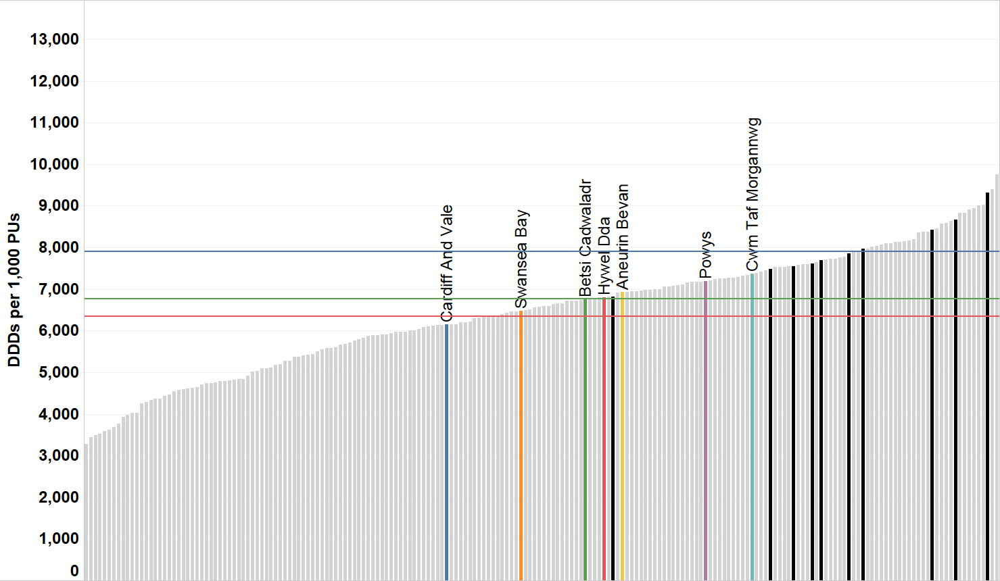 13,000
12,000
11,000
10,000
9,000
8,000
7,000
6,000
5,000
4,000
3,000
2,000
1,000
0
DDDs per 1,000 PUs
Cardiff And Vale
Swansea Bay
Betsi Cadwaladr
Hywel Dda
Aneurin Bevan
Powys
Cwm Taf Morgannwg